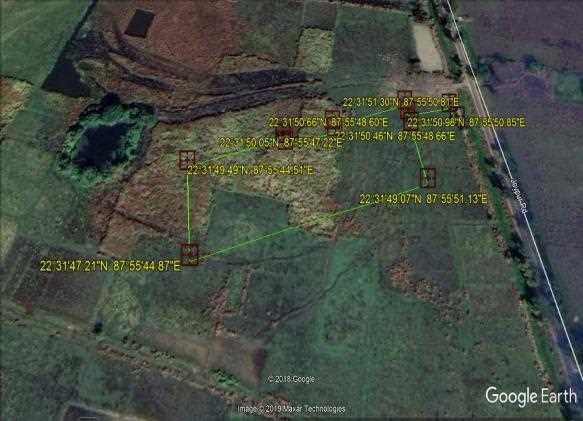 22°31'51.30"N 87°55'50.81"E
22°31'50.66"N 87°55'48.60"E
22°31'50.98"N 87°55'50.85"E
22°31'50.46"N 87°55'48.66"E
22°31'50.05"N 87°55'47.22"E
22°31'49.49"N 87°55'44.51"E
22°31'49.07"N 87°55'51.13"E
Joypur Rd
22°31'47.21"N 87°55'44.87"E
© 2018 Google
Image © 2019 Maxar Technologies
Google Earth